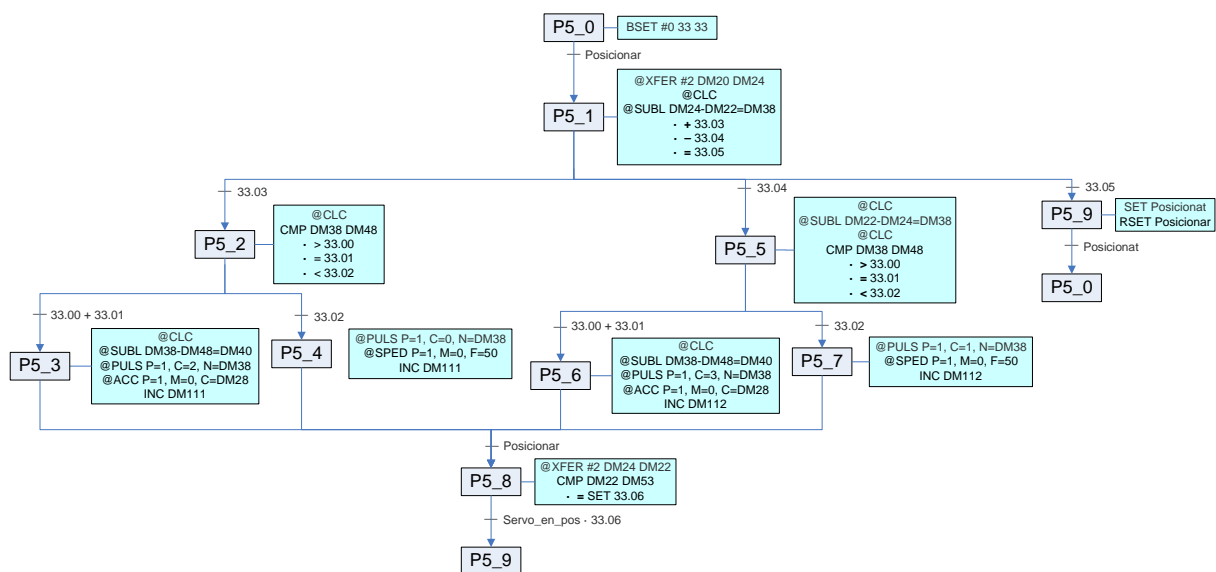 P5_0
BSET #0 33 33
Posicionar
P5_1
@XFER #2 DM20 DM24
@CLC
@SUBL DM24-DM22=DM38
· + 33.03
· – 33.04
· = 33.05
33.03
33.04
33.05
P5_2
@CLC
CMP DM38 DM48
· > 33.00
· = 33.01
· < 33.02
P5_5
@CLC
@SUBL DM22-DM24=DM38
@CLC
CMP DM38 DM48
· > 33.00
· = 33.01
· < 33.02
P5_9
SET Posicionat
RSET Posicionar
Posicionat
P5_0
33.00 + 33.01
33.02
33.00 + 33.01
33.02
P5_3
@CLC
@SUBL DM38-DM48=DM40
@PULS P=1, C=2, N=DM38
@ACC P=1, M=0, C=DM28
INC DM111
P5_4
@PULS P=1, C=0, N=DM38
@SPED P=1, M=0, F=50
INC DM111
P5_6
@CLC
@SUBL DM38-DM48=DM40
@PULS P=1, C=3, N=DM38
@ACC P=1, M=0, C=DM28
INC DM112
P5_7
@PULS P=1, C=1, N=DM38
@SPED P=1, M=0, F=50
INC DM112
Posicionar
P5_8
@XFER #2 DM24 DM22
CMP DM22 DM53
· = SET 33.06
Servo_en_pos · 33.06
P5_9